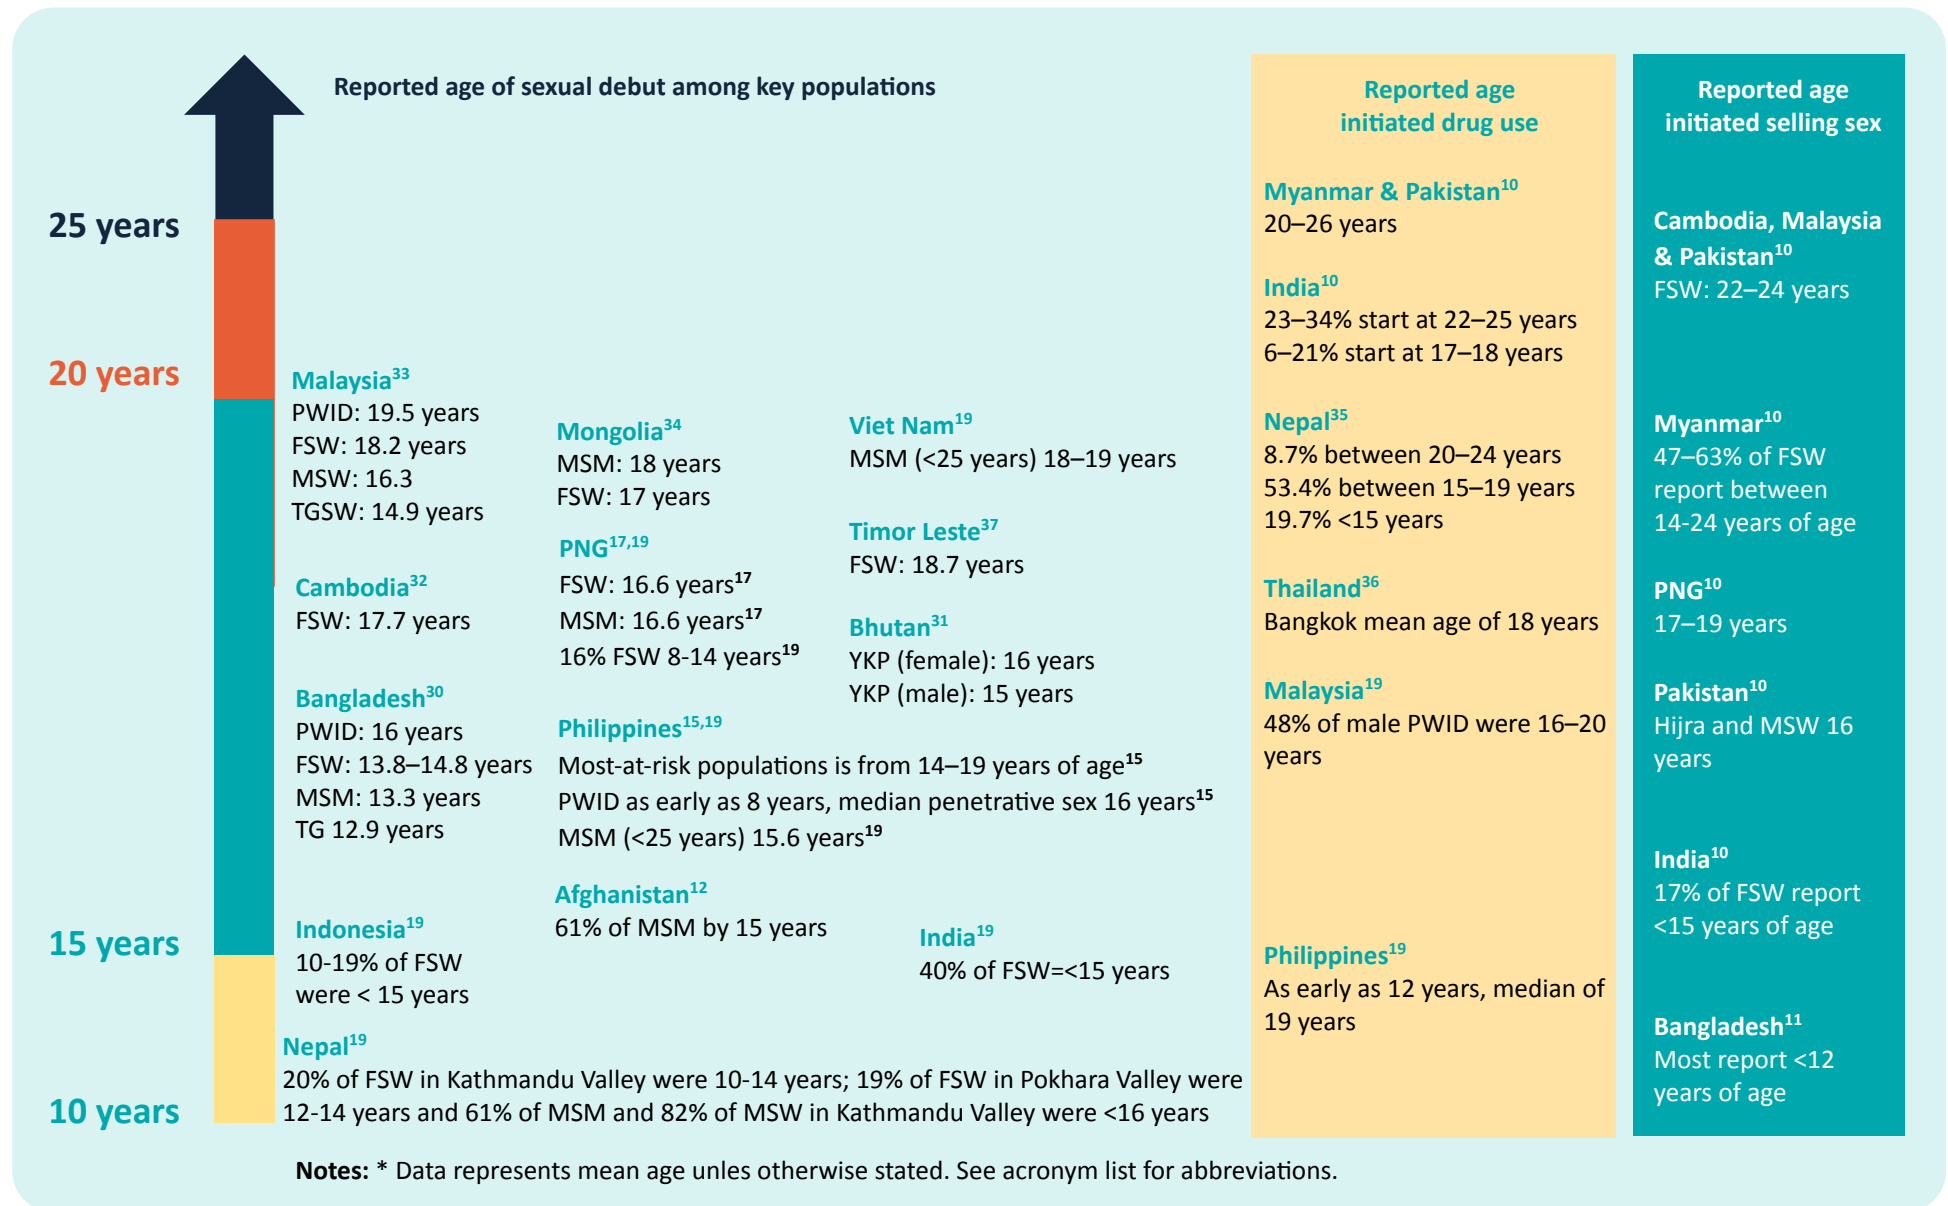 Reported age of sexual debut among key populations
25 years
20 years
15 years
10 years
Malaysia33
PWID: 19.5 years
FSW: 18.2 years
MSW: 16.3
TGSW: 14.9 years
Cambodia32
FSW: 17.7 years
Bangladesh30
PWID: 16 years
FSW: 13.8–14.8 years
MSM: 13.3 years
TG 12.9 years
Indonesia19
10-19% of FSW
were < 15 years
Mongolia34
MSM: 18 years
FSW: 17 years
PNG17,19
FSW: 16.6 years17
MSM: 16.6 years17
16% FSW 8-14 years19
Viet Nam19
MSM (<25 years) 18–19 years
Timor Leste37
FSW: 18.7 years
Bhutan31
YKP (female): 16 years
YKP (male): 15 years
Philippines15,19
Most-at-risk populations is from 14–19 years of age15
PWID as early as 8 years, median penetrative sex 16 years15
MSM (<25 years) 15.6 years19
Afghanistan12
61% of MSM by 15 years
India19
40% of FSW=<15 years
Nepal19
20% of FSW in Kathmandu Valley were 10-14 years; 19% of FSW in Pokhara Valley were
12-14 years and 61% of MSM and 82% of MSW in Kathmandu Valley were <16 years
Reported age
initiated drug use
Myanmar & Pakistan10
20–26 years
India10
23–34% start at 22–25 years
6–21% start at 17–18 years
Nepal35
8.7% between 20–24 years
53.4% between 15–19 years
19.7% <15 years
Thailand36
Bangkok mean age of 18 years
Malaysia19
48% of male PWID were 16–20
years
Philippines19
As early as 12 years, median of
19 years
Reported age
initiated selling sex
Cambodia, Malaysia
& Pakistan10
FSW: 22–24 years
Myanmar10
47–63% of FSW
report between
14-24 years of age
PNG10
17–19 years
Pakistan10
Hijra and MSW 16
years
India10
17% of FSW report
<15 years of age
Bangladesh11
Most report <12
years of age
Notes: * Data represents mean age unles otherwise stated. See acronym list for abbreviations.